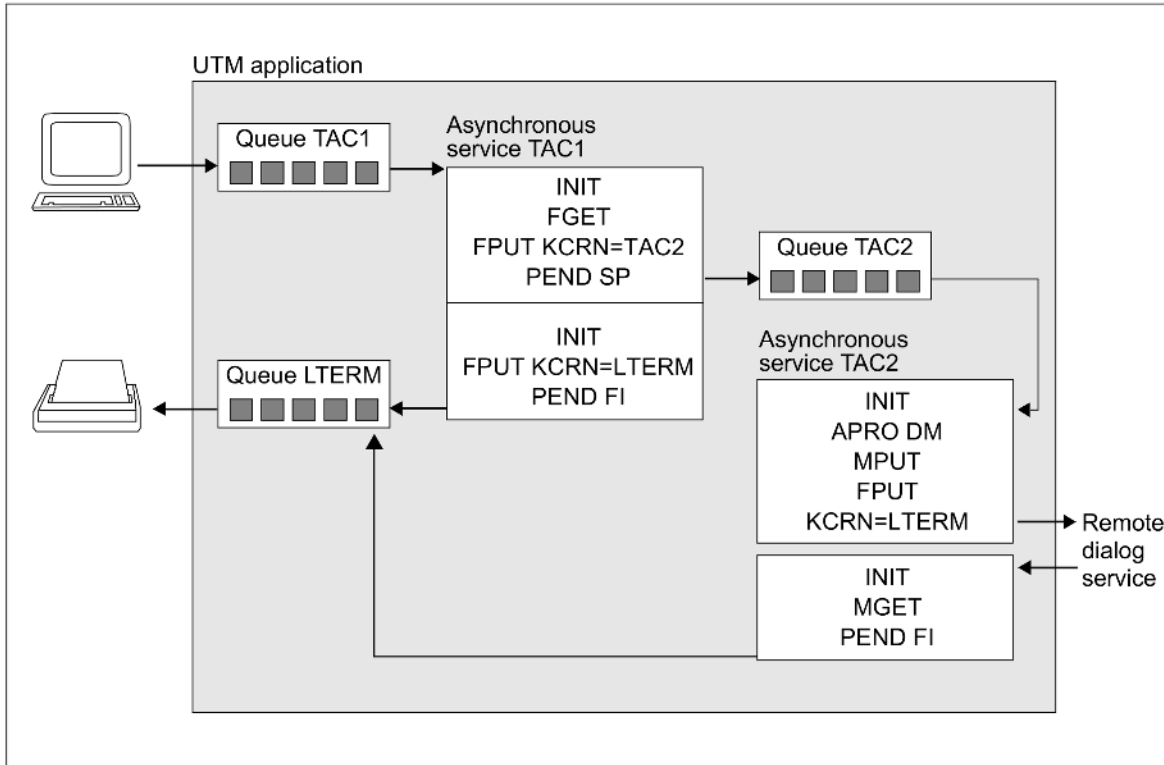 UTM application
Queue TAC1
Asynchronous
service TAC1
INIT
FGET
FPUT KCRN=TAC2
PEND SP
Queue TAC2
INIT
FPUT KCRN=LTERM
PEND FI
Queue LTERM
Asynchronous
service TAC2
INIT
APRO DM
MPUT
FPUT
KCRN=LTERM
Remote
dialog
service
INIT
MGET
PEND FI